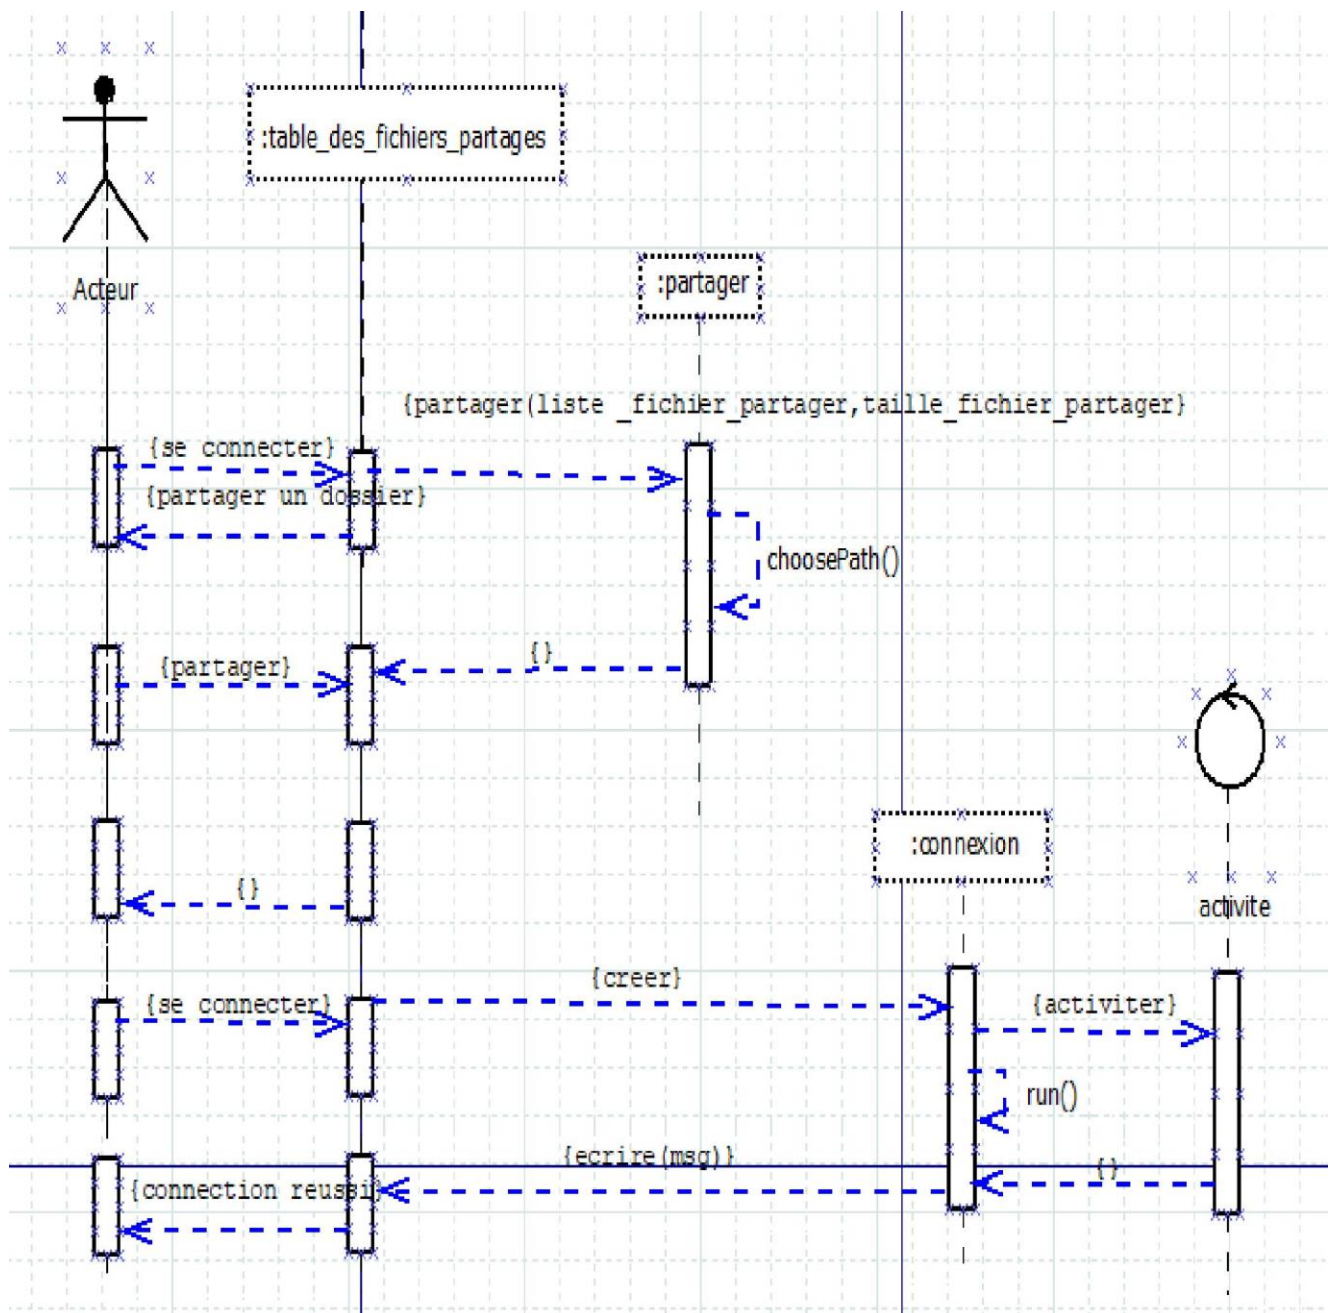 :table_des_fichiers_partages
Acteur
:partager
{partager(liste _fichier_partager,taille_fichier_partager}
{se connecter}
{partager un dossier}
choosePath()
{partager}
{}
:connexion
{}
activite
{creer}
{se connecter}
{activiter}
run()
{ecrire(msg)}
{}
{connection reussi}